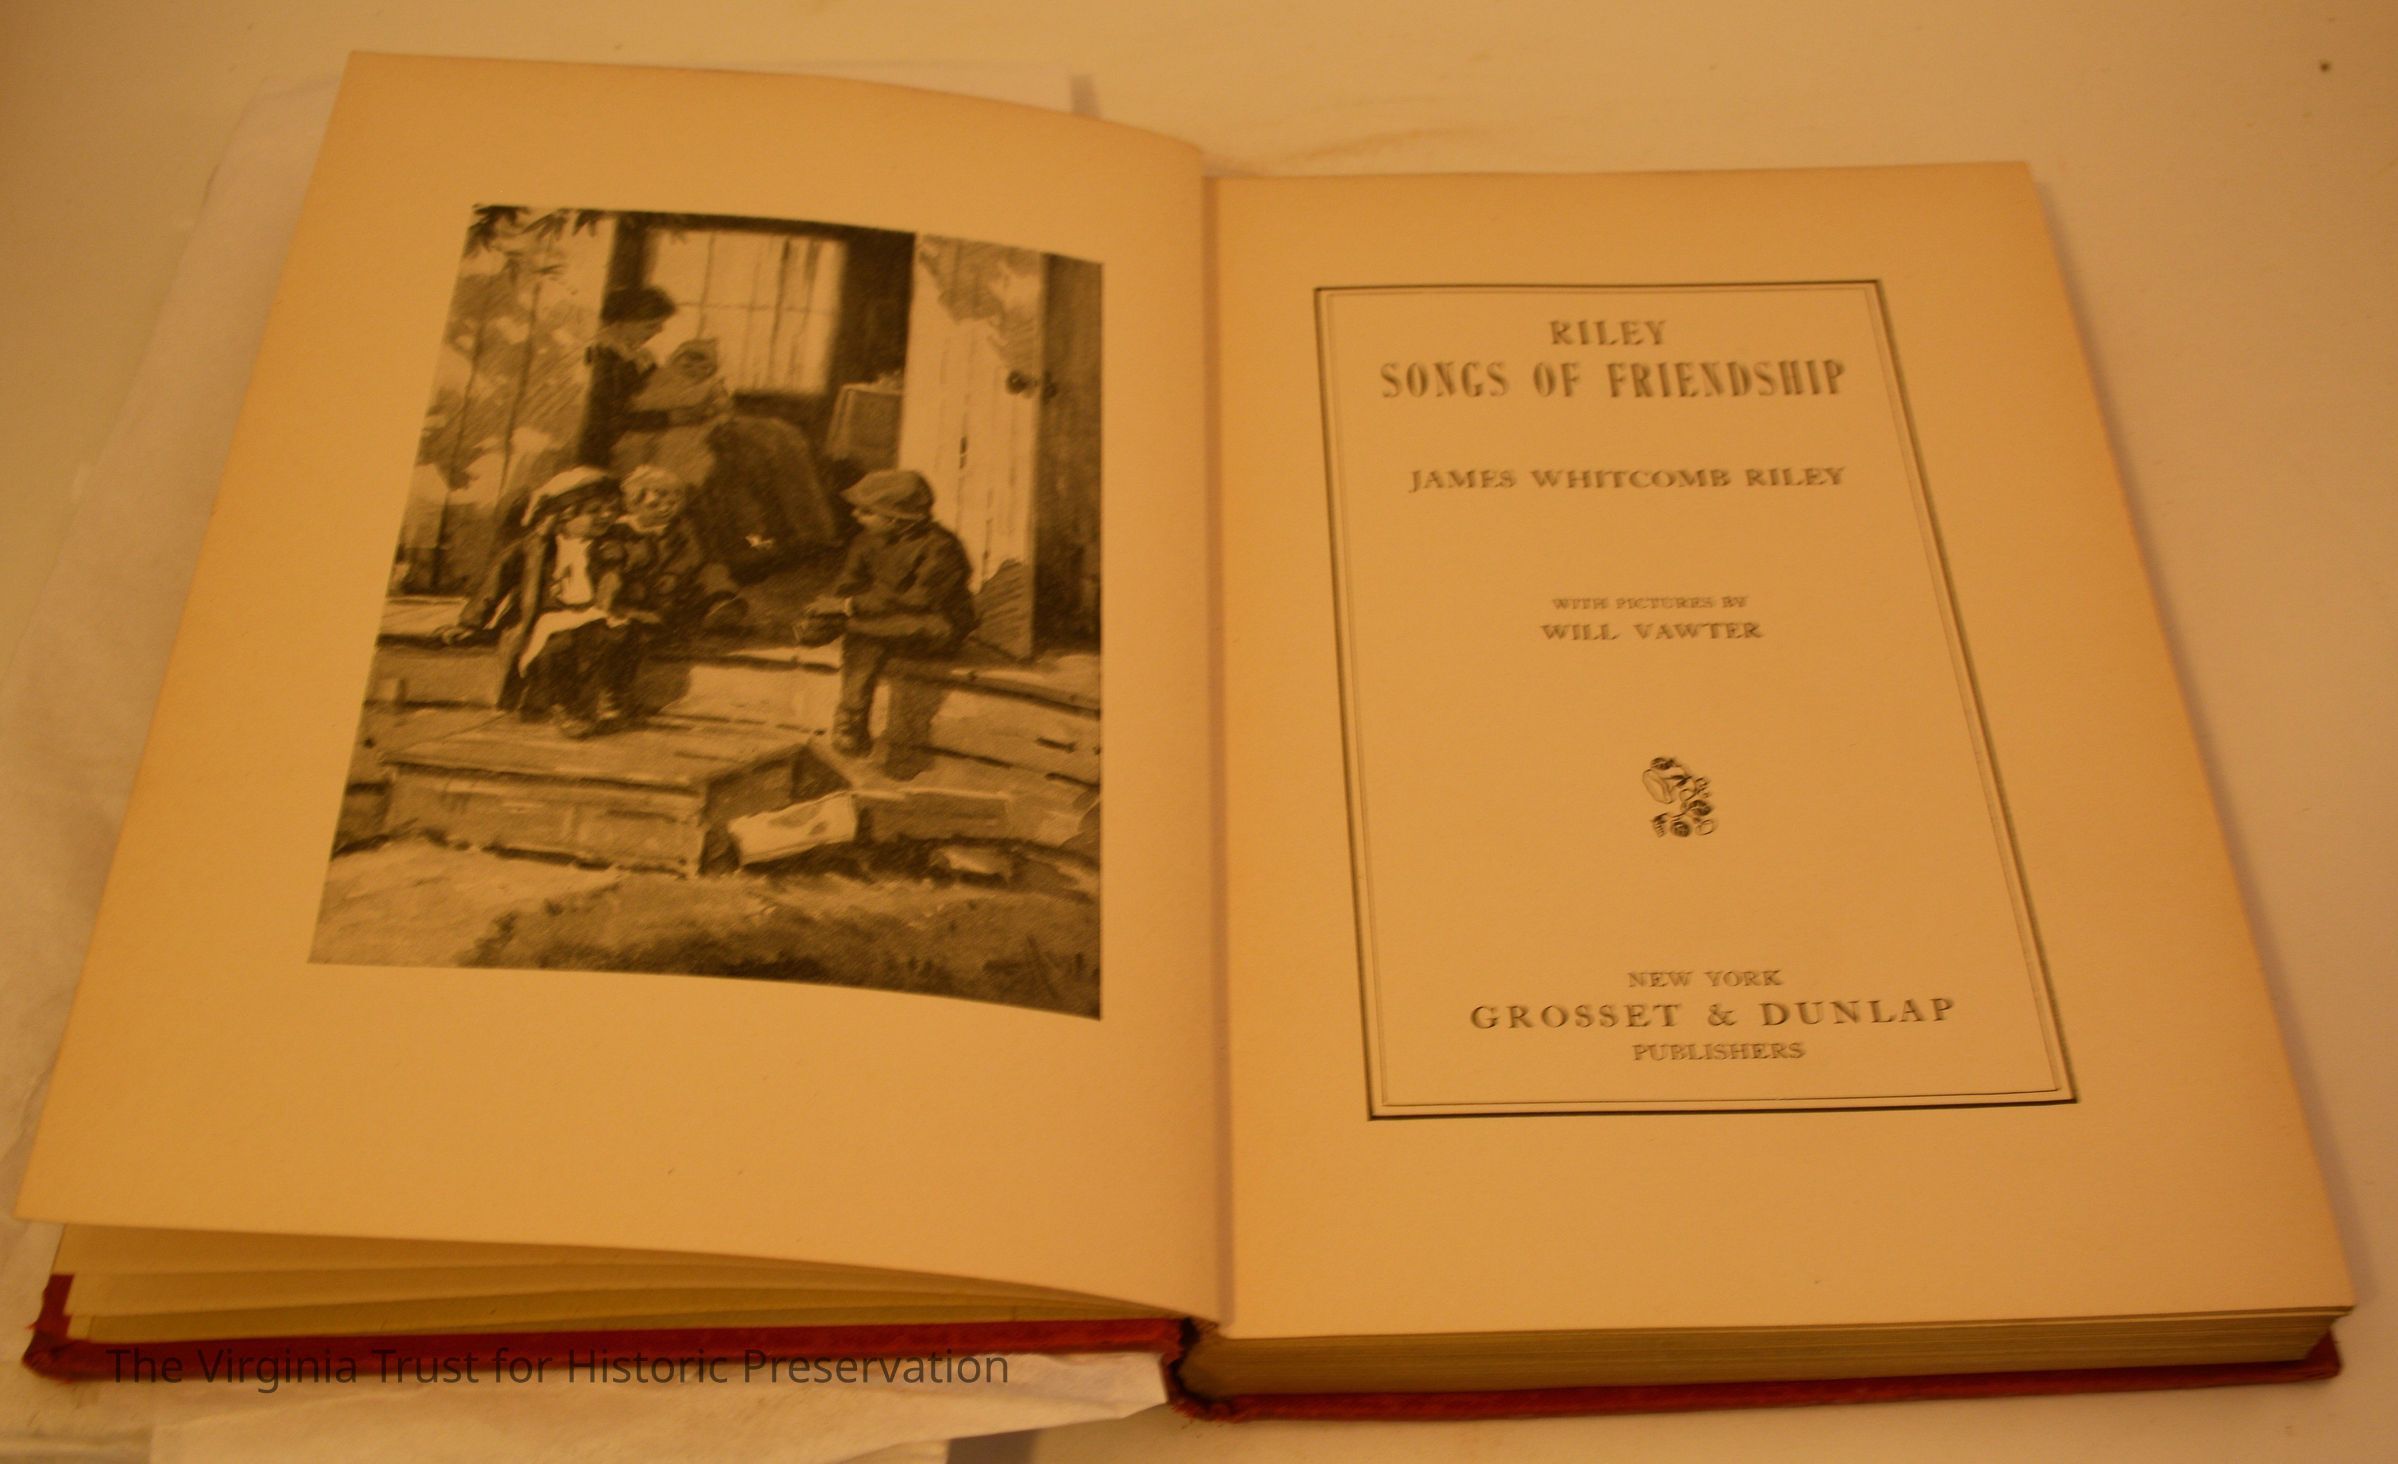 RILEY
SONGS OF FRIENDSHIP
JAMES WHITCOMB RILEY
WITH PICTURES BY
WILL VAWTER
NEW YORK
GROSSET & DUNLAP
PUBLISHERS
The Virginia Trust for Historic Preservation